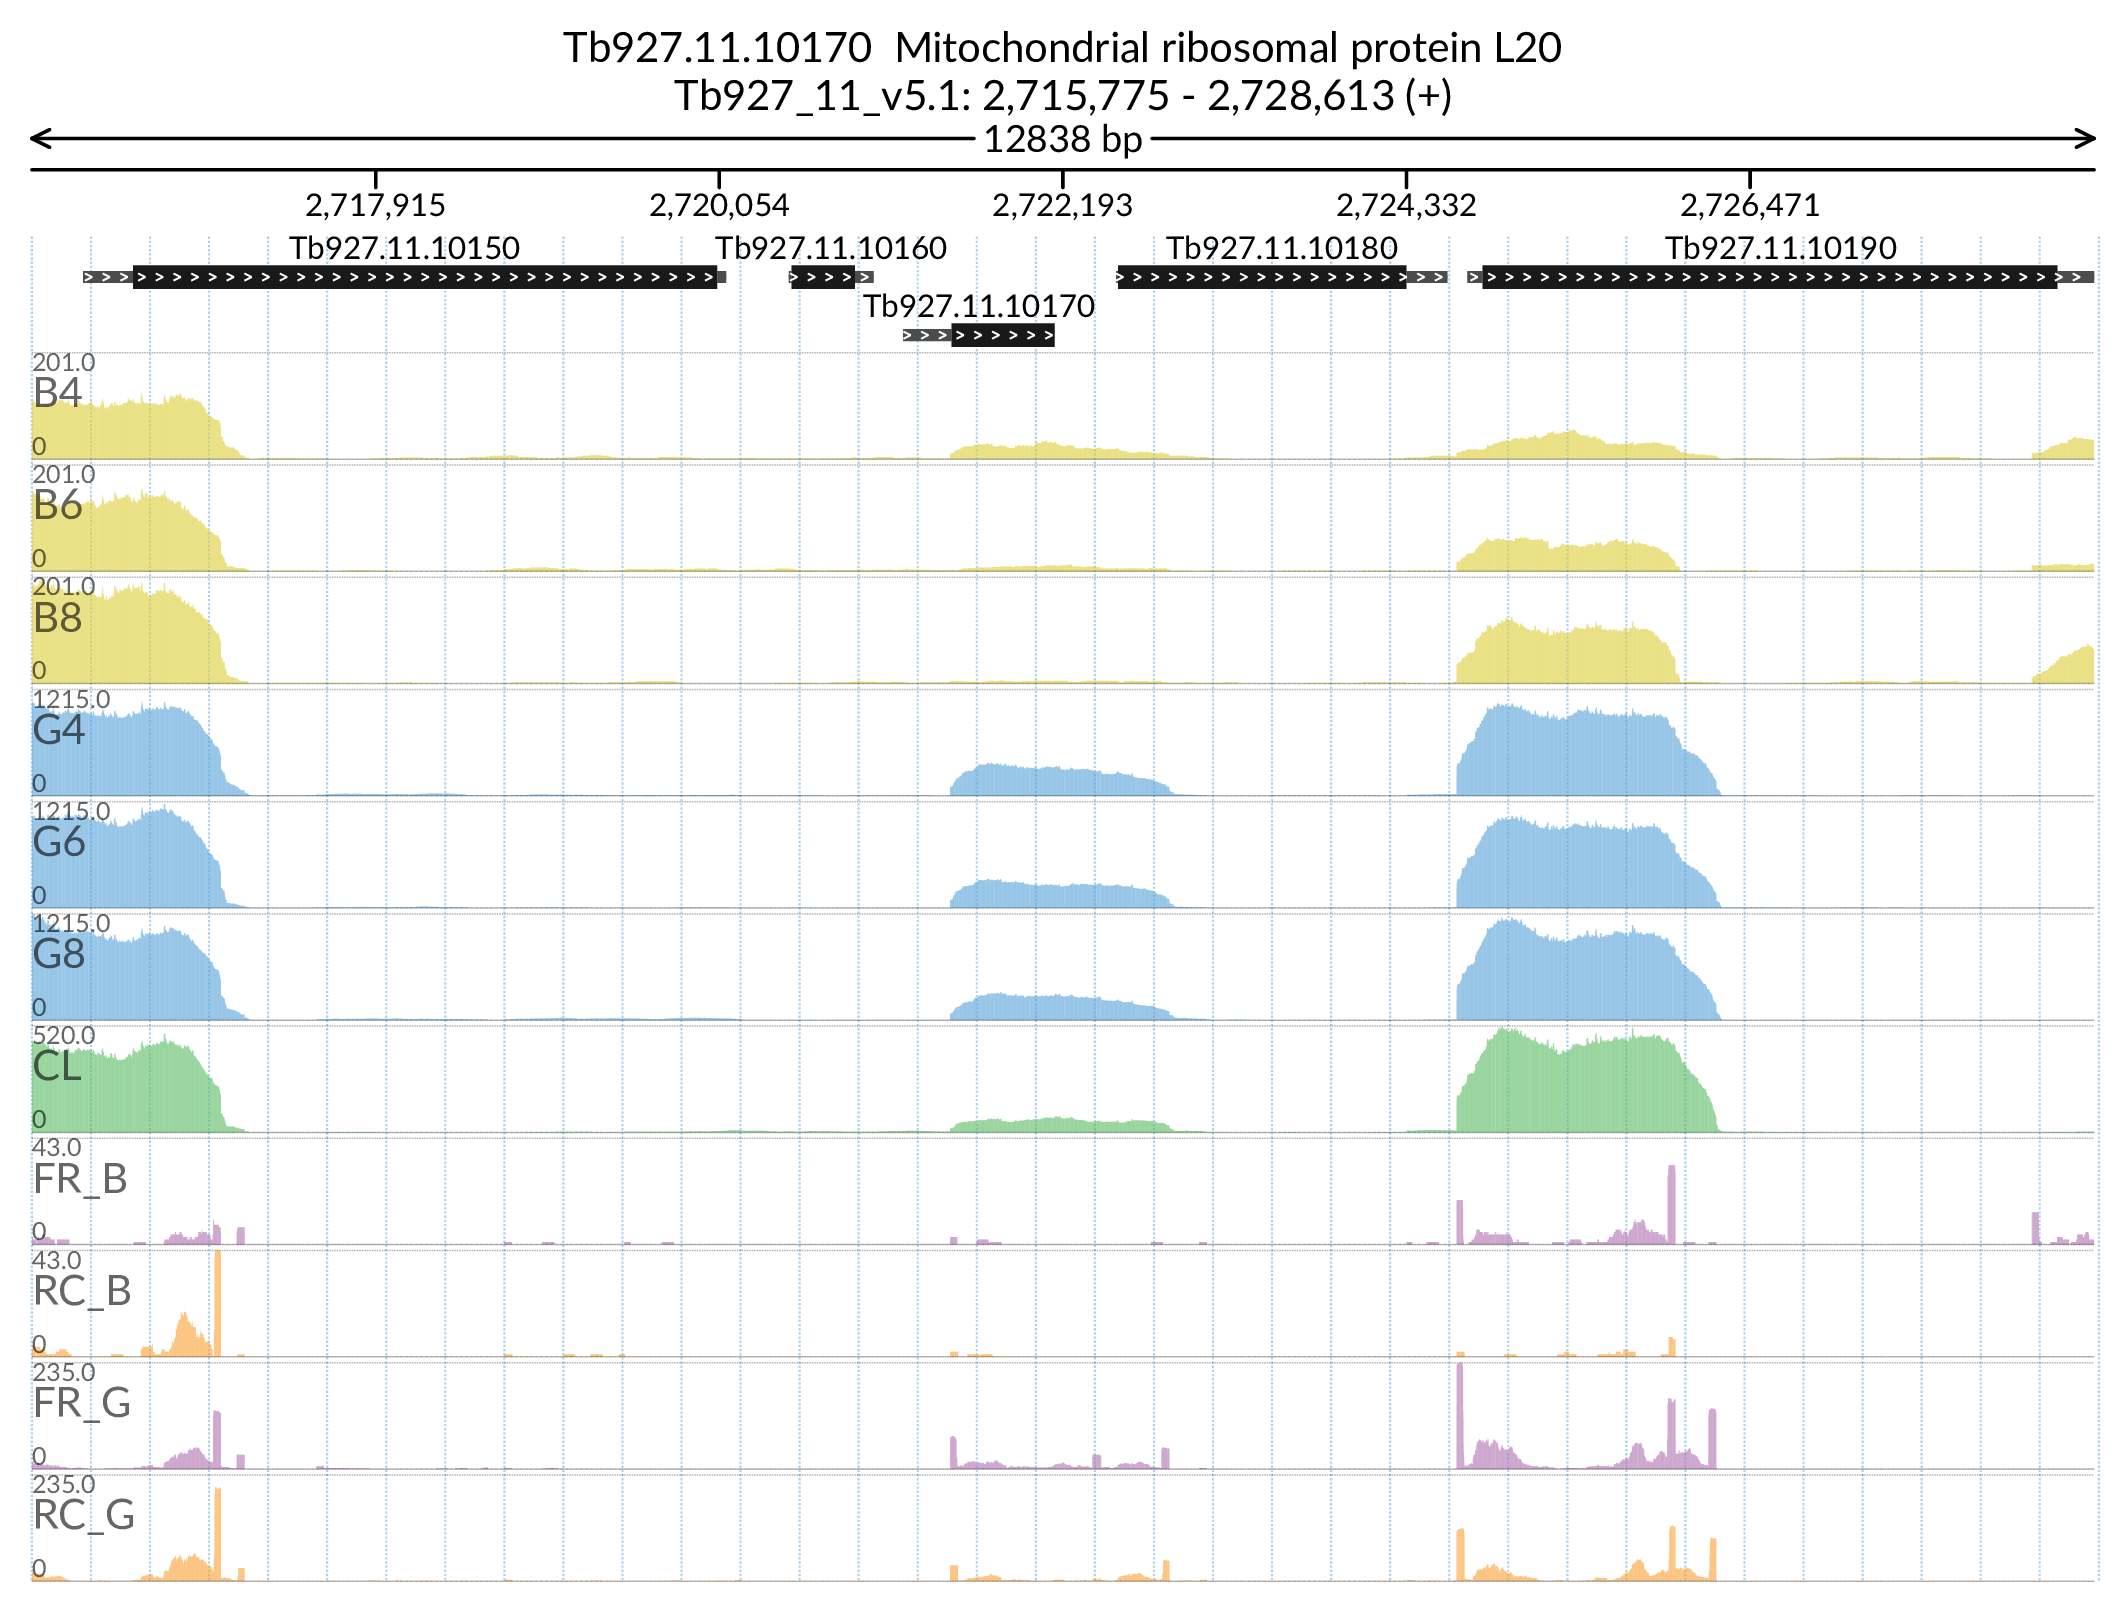 Tb927.11.10170 Mitochondrial ribosomal protein L20
Tb927_11_v5.1: 2,715,775 - 2,728,613 (+)
12838 bp
2,717,915 2,720,054 2,722,193 2,724,332 2,726,471
Tb927.11.10150 Tb927.11.10160 Tb927.11.10180 Tb927.11.10190
Tb927.11.10170
201.0
B4
0
201.0
B6
0
201.0
B8
0
1215.0
G4
0
1215.0
G6
0
1215.0
G8
0
520.0
CL
0
43.0
FR_B
0
43.0
RC_B
0
235.0
FR_G
0
235.0
RC_G
0